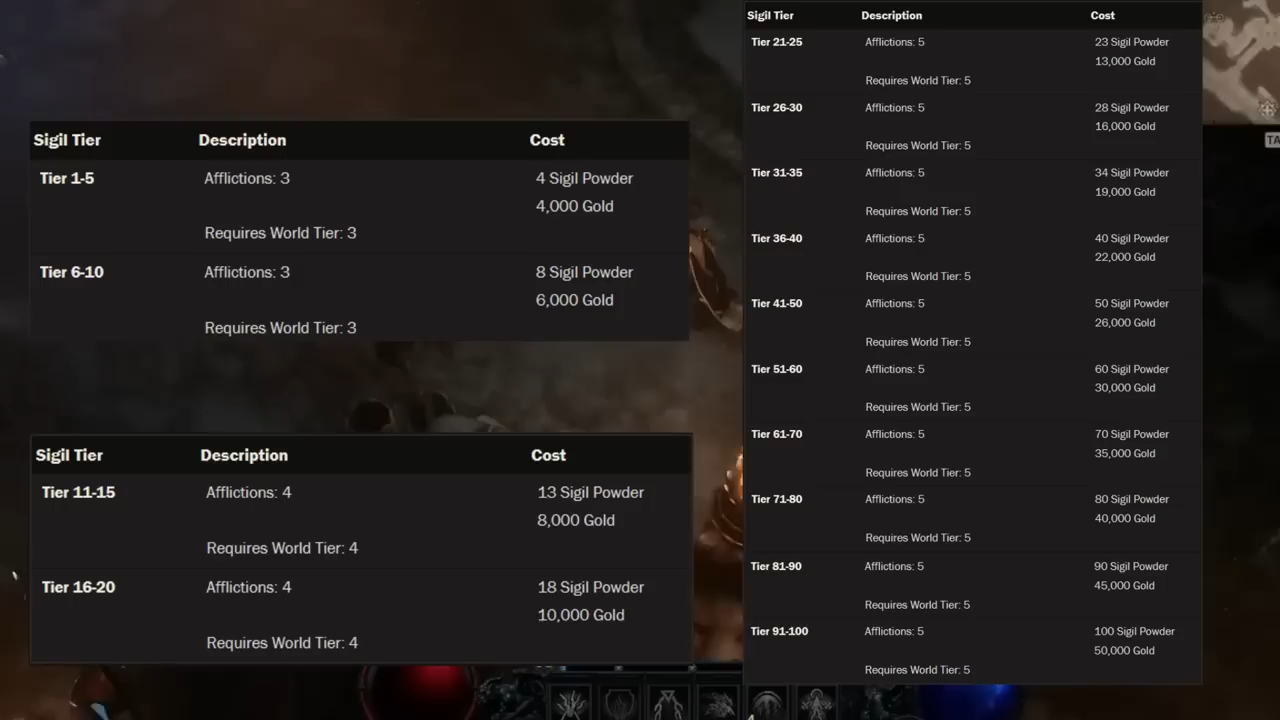 Sigil Tier Description Cost
Tier 1-5 Afflictions: 3 4 Sigil Powder
4,000 Gold
Requires World Tier: 3
Tier 6-10 Afflictions: 3 8 Sigil Powder
6,000 Gold
Requires World Tier: 3
Sigil Tier Description Cost
Tier 11-15 Afflictions: 4 13 Sigil Powder
8,000 Gold
Requires World Tier: 4
Tier 16-20 Afflictions: 4 18 Sigil Powder
10,000 Gold
Requires World Tier: 4
Sigil Tier Description Cost
Tier 21-25 Afflictions: 5 23 Sigil Powder
13,000 Gold
Requires World Tier: 5
Tier 26-30 Afflictions: 5 28 Sigil Powder
16,000 Gold
Requires World Tier: 5
Tier 31-35 Afflictions: 5 34 Sigil Powder
19,000 Gold
Requires World Tier: 5
Tier 36-40 Afflictions: 5 40 Sigil Powder
22,000 Gold
Requires World Tier: 5
Tier 41-50 Afflictions: 5 50 Sigil Powder
26,000 Gold
Requires World Tier: 5
Tier 51-60 Afflictions: 5 60 Sigil Powder
30,000 Gold
Requires World Tier: 5
Tier 61-70 Afflictions: 5 70 Sigil Powder
35,000 Gold
Requires World Tier: 5
Tier 71-80 Afflictions: 5 80 Sigil Powder
40,000 Gold
Requires World Tier: 5
Tier 81-90 Afflictions: 5 90 Sigil Powder
45,000 Gold
Requires World Tier: 5
Tier 91-100 Afflictions: 5 100 Sigil Powder
50,000 Gold
Requires World Tier: 5